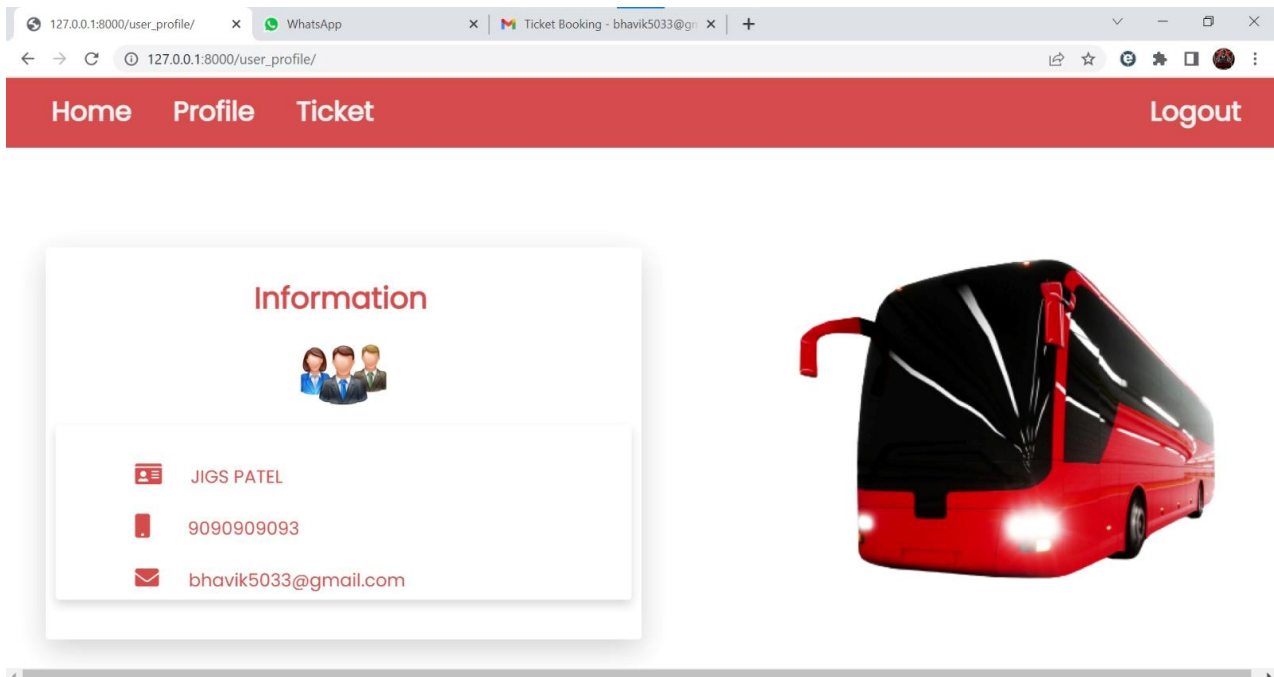 127.0.0.1:8000/user_profile/
WhatsApp
Ticket Booking - bhavik5033@gm
127.0.0.1:8000/user_profile/
Home Profile Ticket Logout
Information
JIGS PATEL
9090909093
bhavik5033@gmail.com